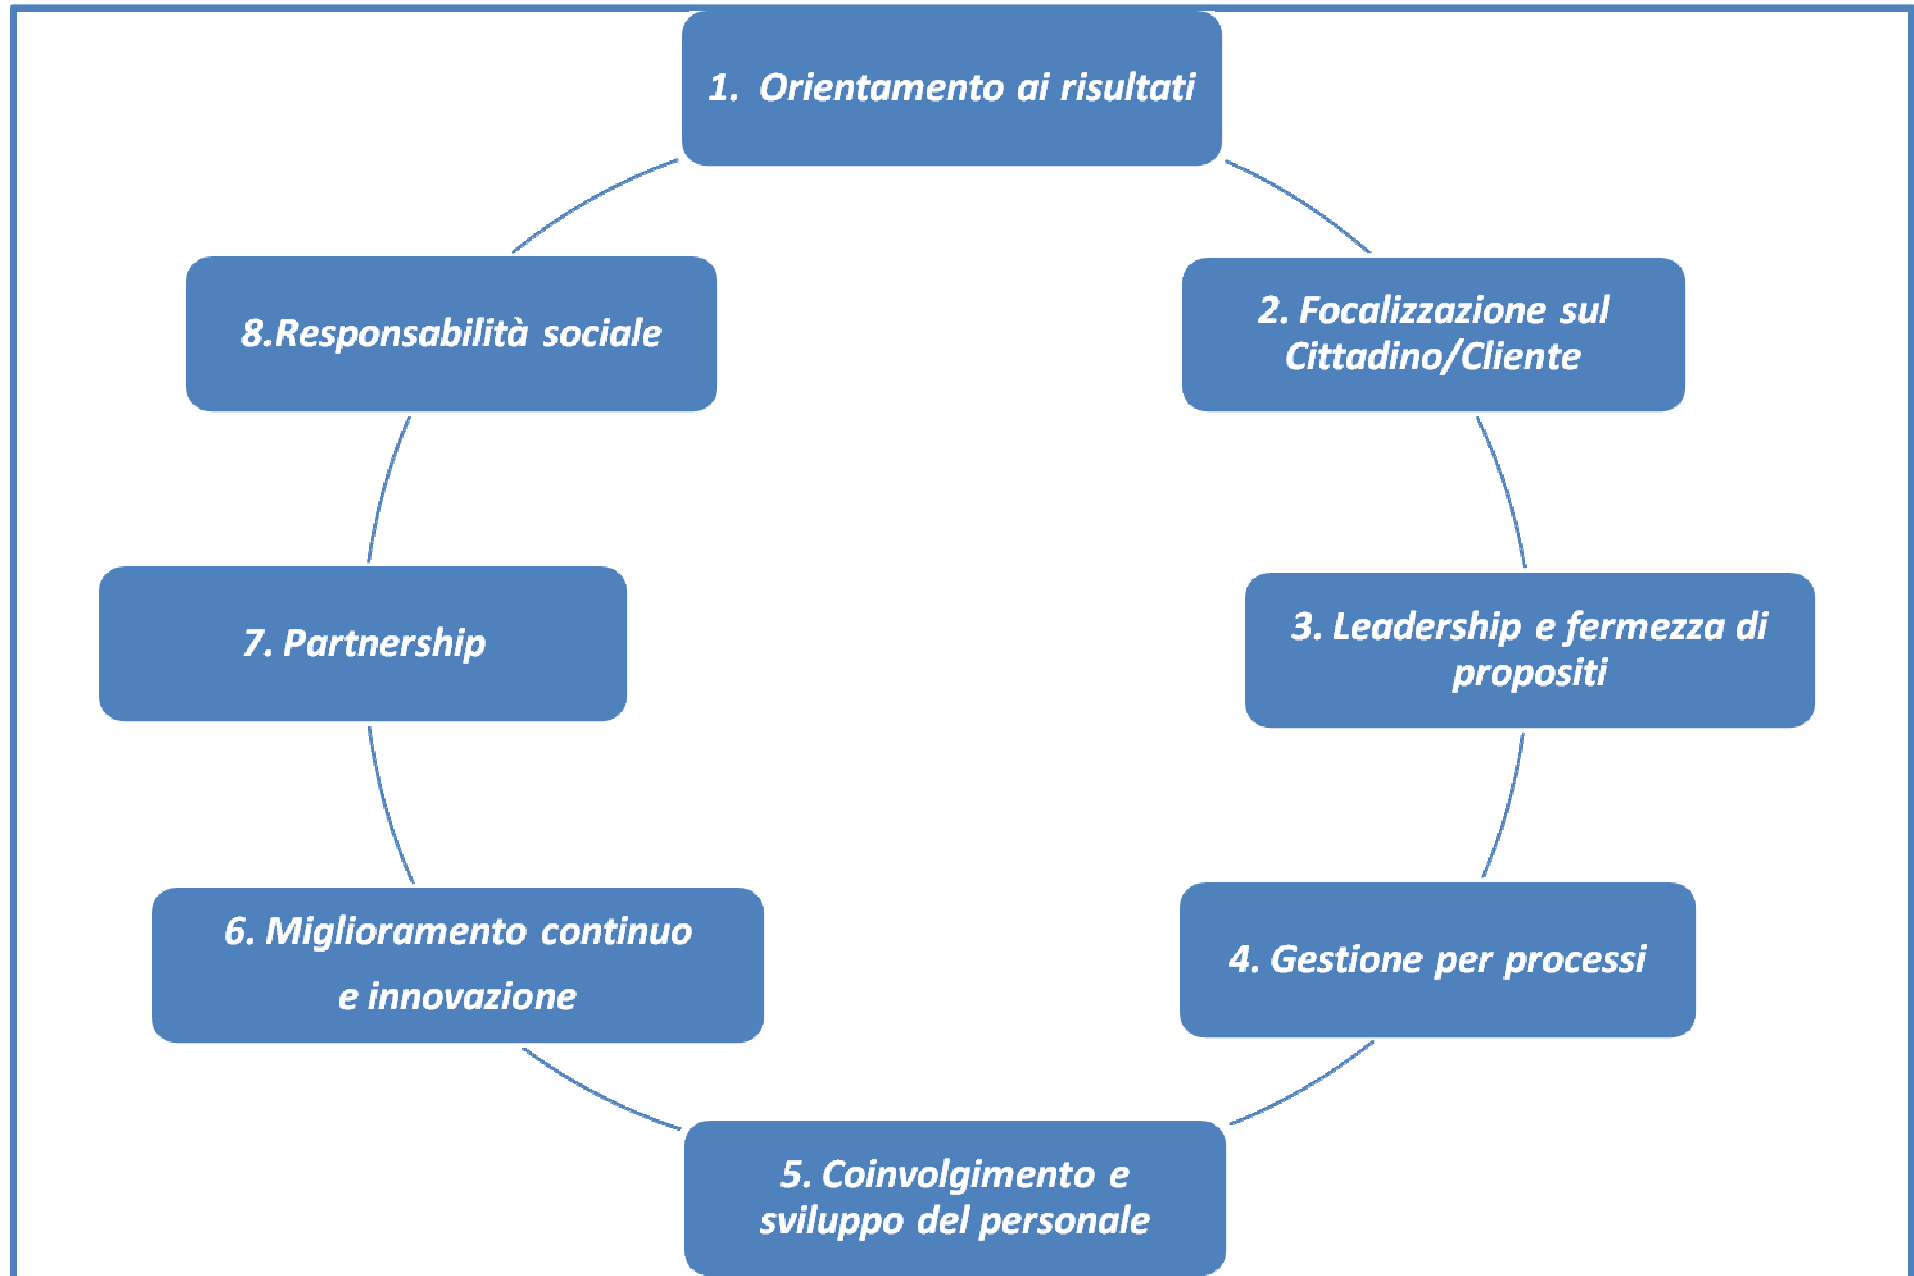 1. Orientamento ai risultati
2. Focalizzazione sul
Cittadino/Cliente
3. Leadership e fermezza di
propositi
4. Gestione per processi
5. Coinvolgimento e
sviluppo del personale
6. Miglioramento continuo
e innovazione
7. Partnership
8.Responsabilità sociale